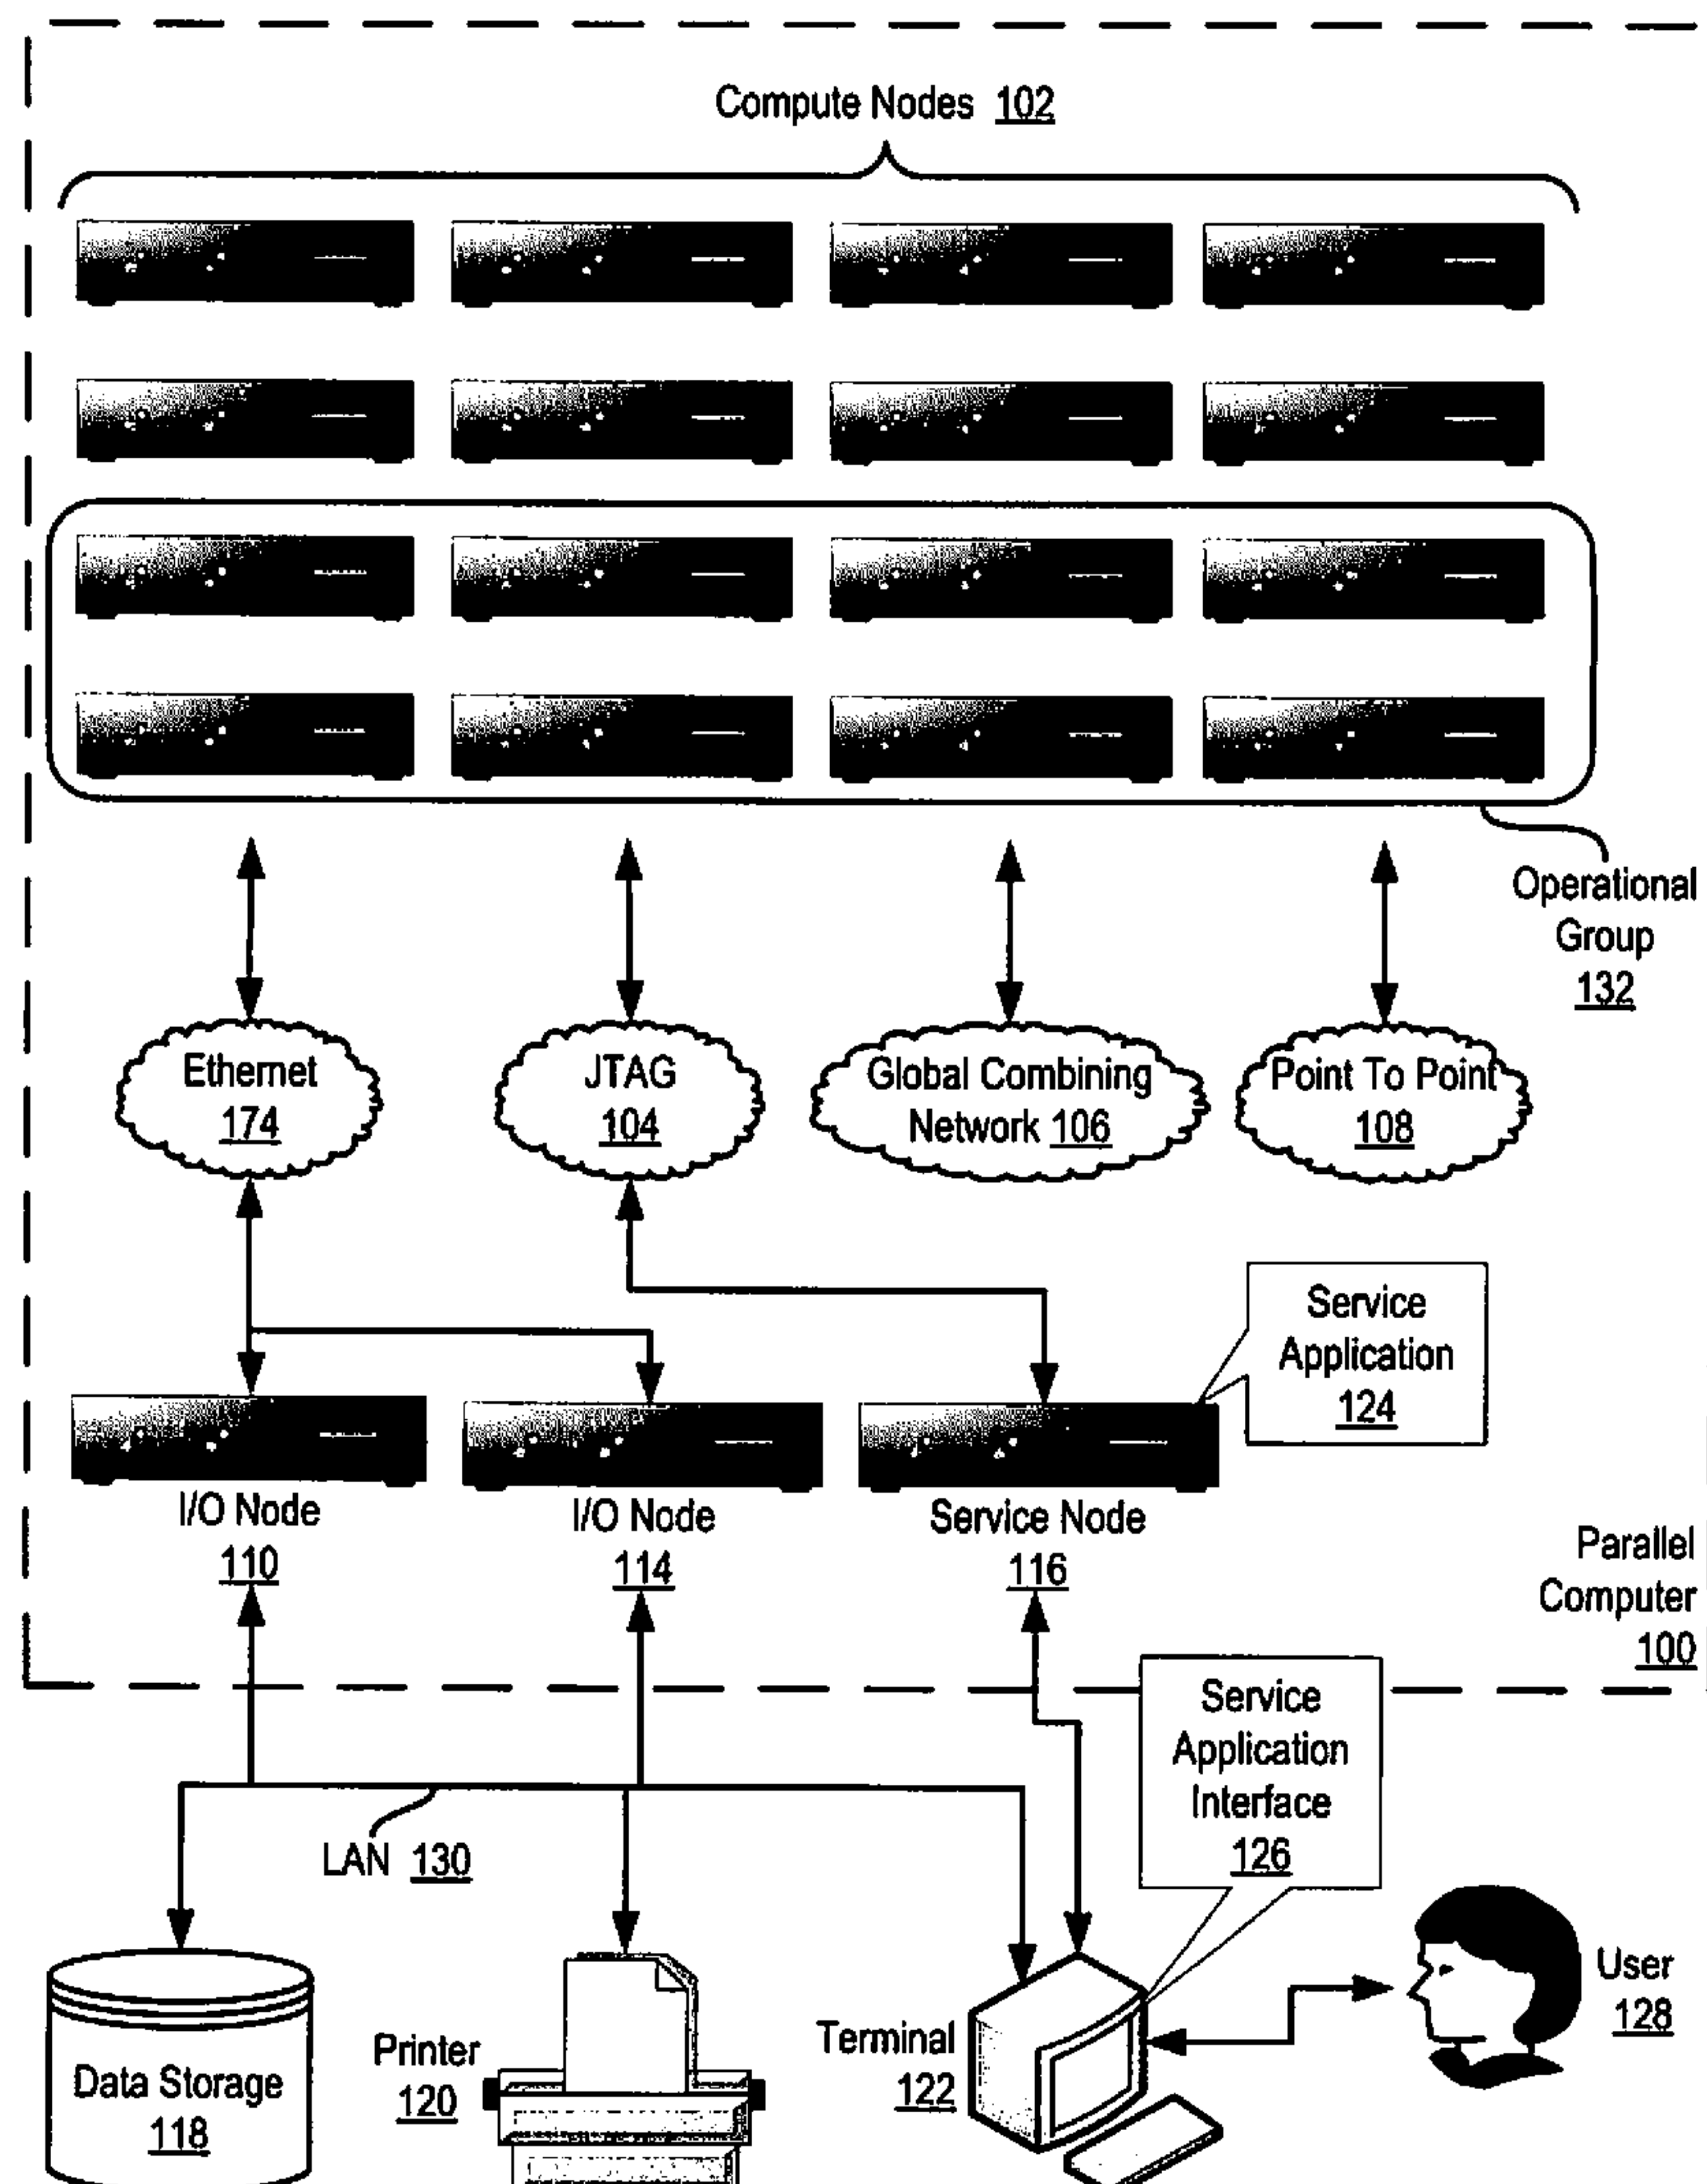 Compute Nodes 102
Operational
Group
132
Ethernet
174
JTAG
104
Global Combining
Network 106
Point To Point
108
Service
Application
124
I/O Node
110
I/O Node
114
Service Node
116
Parallel
Computer
100
Service
Application
Interface
126
LAN 130
Data Storage
118
Printer
120
Terminal
122
User
128